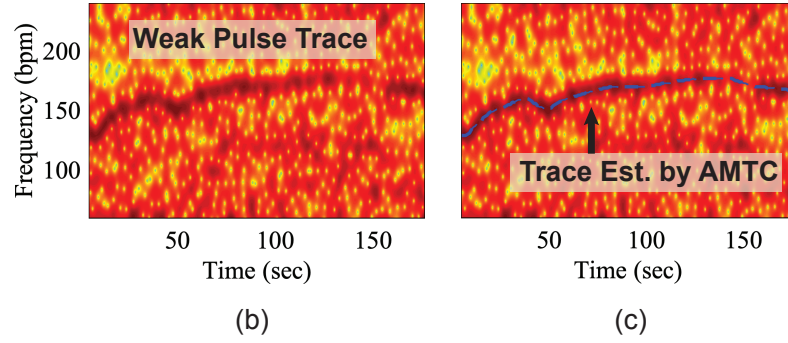 Weak Pulse Trace
Frequency (bpm)
200
150
100
50
100
150
Time (sec)
(b)
Trace Est. by AMTC
50
100
150
Time (sec)
(c)